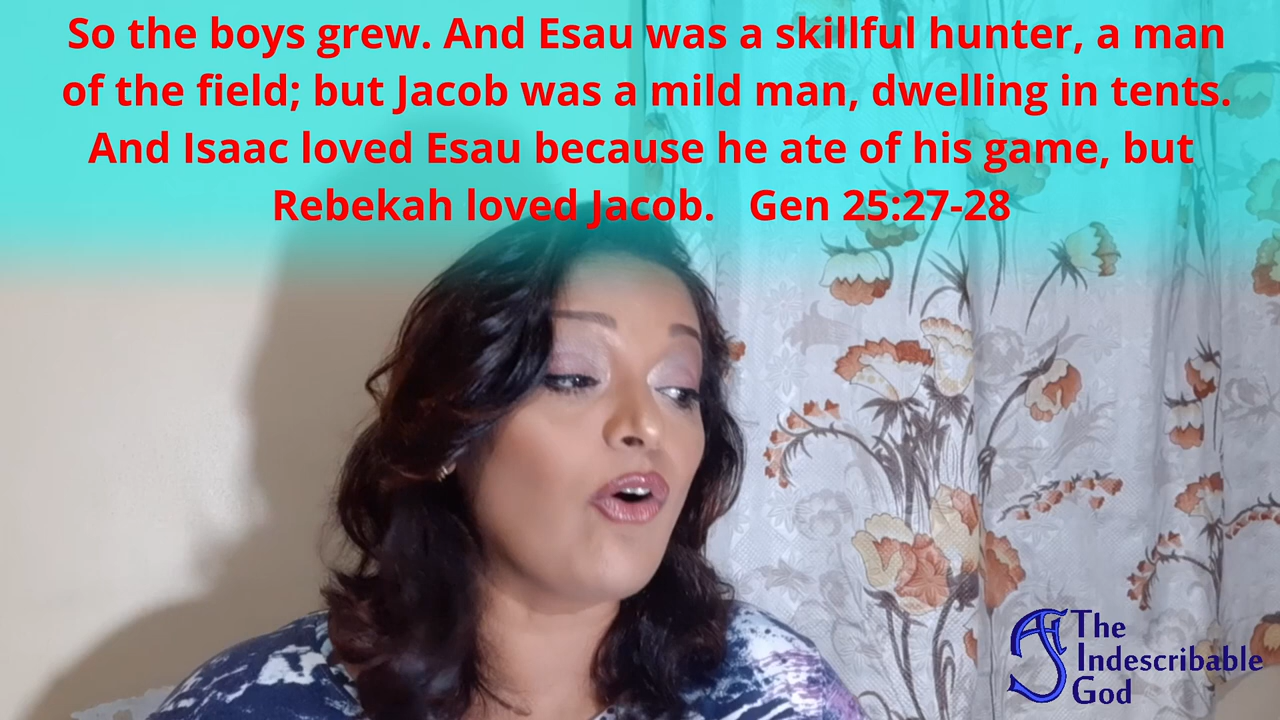 So the boys grew. And Esau was a skillful hunter, a man
of the field; but Jacob was a mild man, dwelling in tents.
And Isaac loved Esau because he ate of his game, but
Rebekah loved Jacob. Gen 25:27-28
The
Indescribable
God